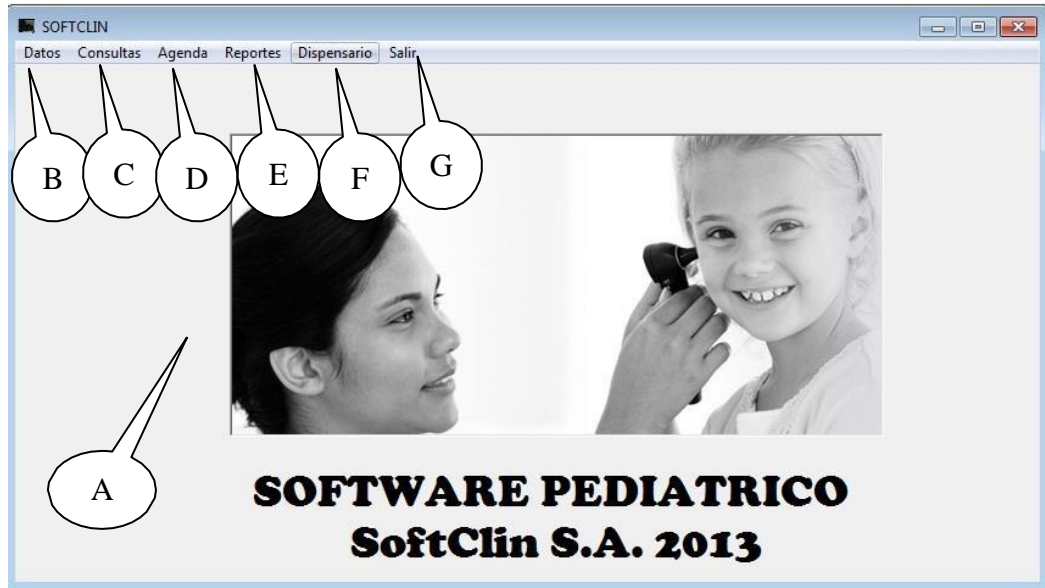 SOFTCLIN
Datos Consultas Agenda Reportes Dispensario Salir
B C D E F G
A
SOFTWARE PEDIATRICO
SoftClin S.A. 2013